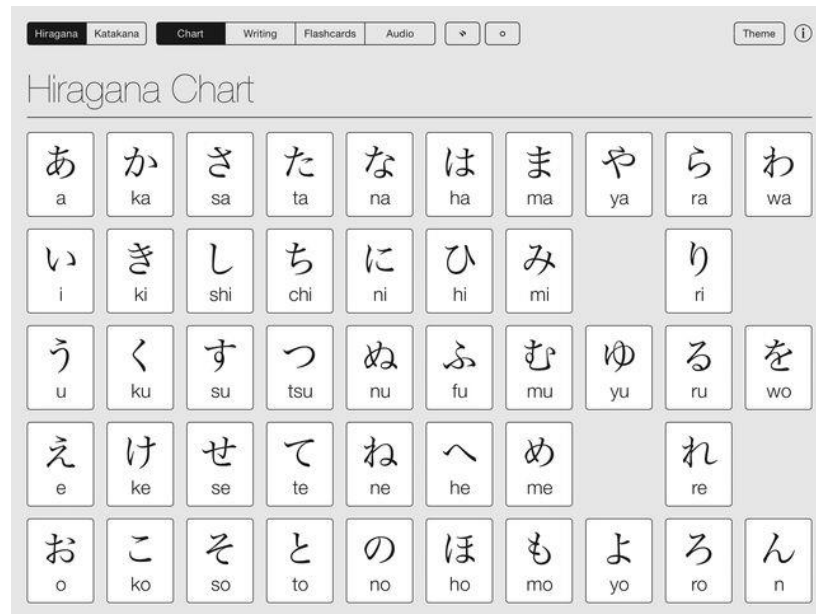 Hiragana Katakana Chart Writing Flashcards Audio ゛ ゜ Theme i
Hiragana Chart
あ か さ た な は ま や ら わ
a ka sa ta na ha ma ya ra wa
い き し ち に ひ み り
i ki shi chi ni hi mi ri
う く す つ ぬ ふ む ゆ る を
u ku su tsu nu fu mu yu ru wo
え け せ て ね へ め れ
e ke se te ne he me re
お こ そ と の ほ も よ ろ ん
o ko so to no ho mo yo ro n